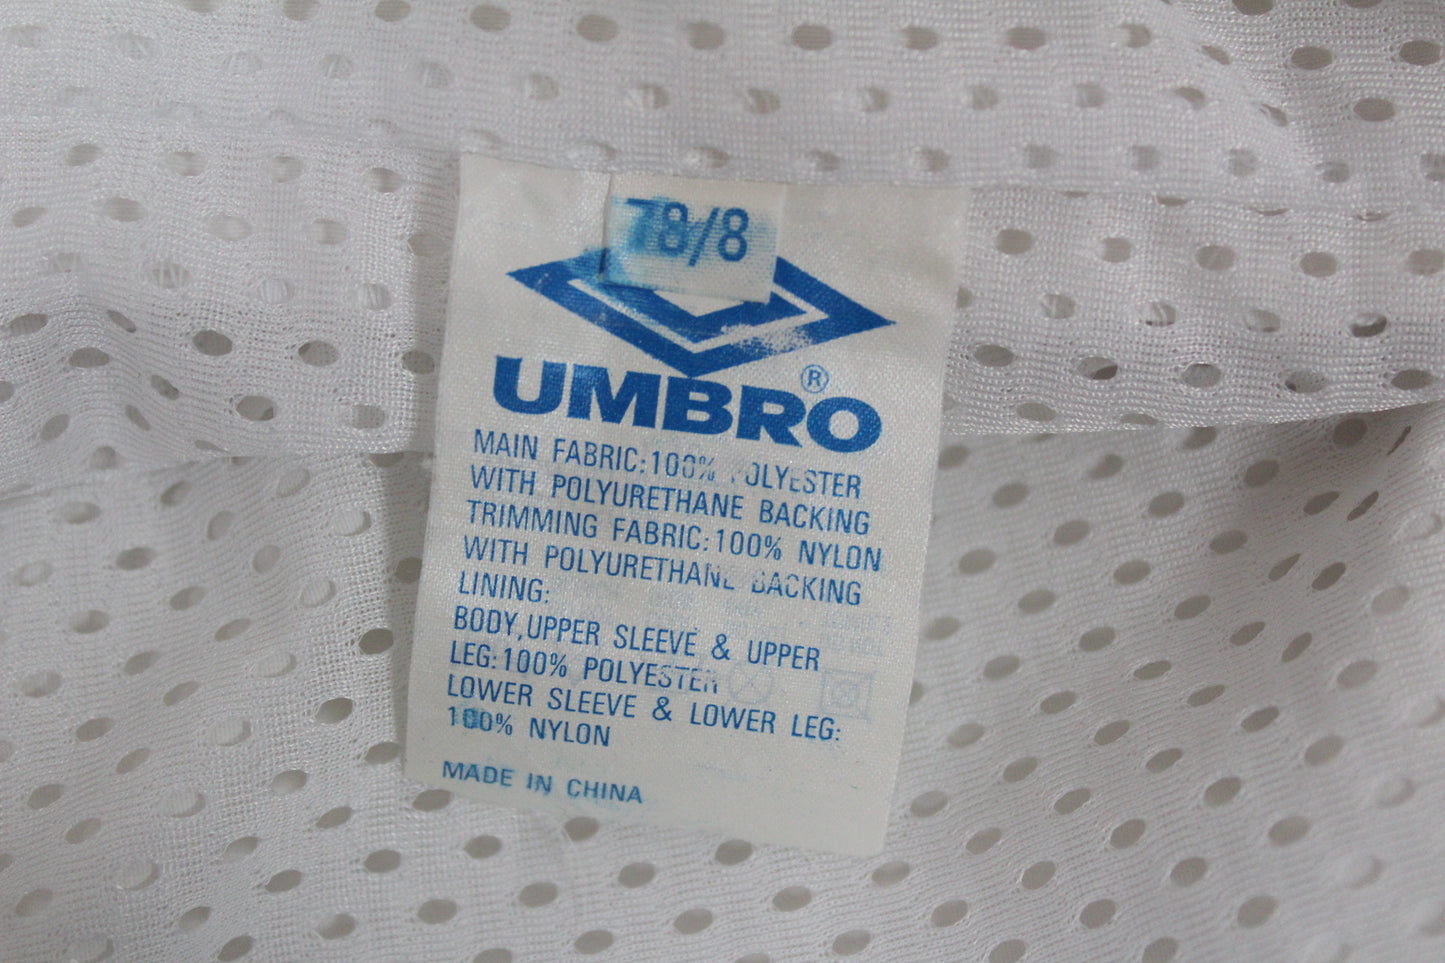 78/8
UMBRO®
MAIN FABRIC:100% POLYESTER
WITH POLYURETHANE BACKING
TRIMMING FABRIC:100% NYLON
WITH POLYURETHANE BACKING
LINING:
BODY,UPPER SLEEVE & UPPER
LEG:100% POLYESTER
LOWER SLEEVE & LOWER LEG:
100% NYLON
MADE IN CHINA